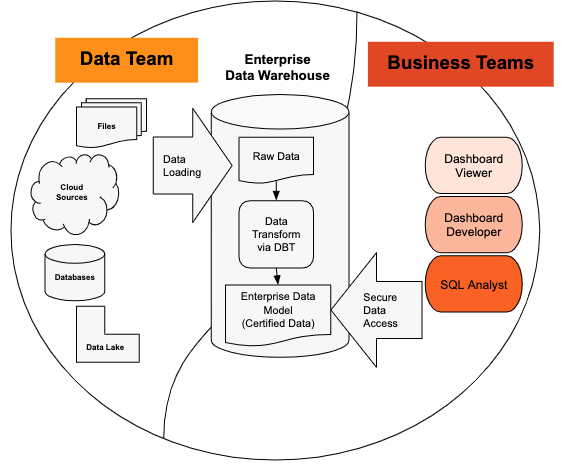 Data Team
Enterprise
Data Warehouse
Business Teams
Files
Cloud
Sources
Databases
Data Lake
Data
Loading
Raw Data
Data
Transform
via DBT
Enterprise Data
Model
(Certified Data)
Secure
Data
Access
Dashboard
Viewer
Dashboard
Developer
SQL Analyst